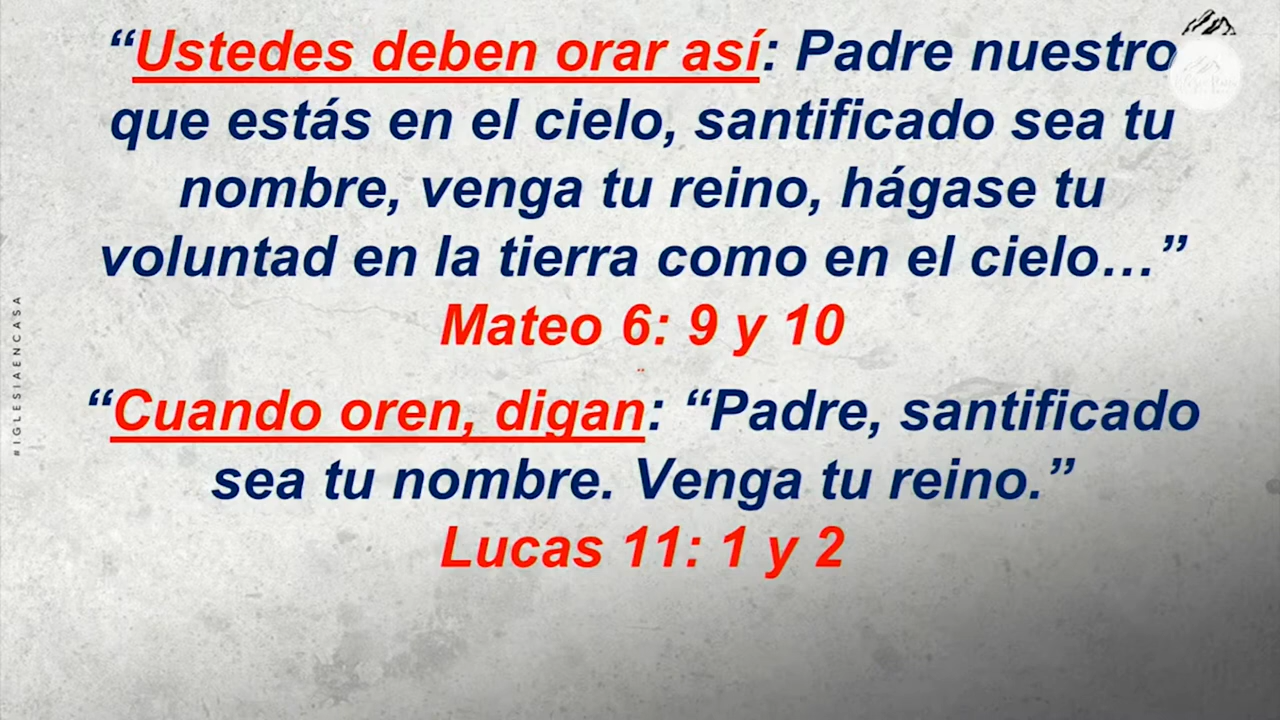 “Ustedes deben orar así: Padre nuestro
que estás en el cielo, santificado sea tu
nombre, venga tu reino, hágase tu
voluntad en la tierra como en el cielo…”
Mateo 6: 9 y 10
“Cuando oren, digan: “Padre, santificado
sea tu nombre. Venga tu reino.”
Lucas 11: 1 y 2
#IGLESIAENCASA